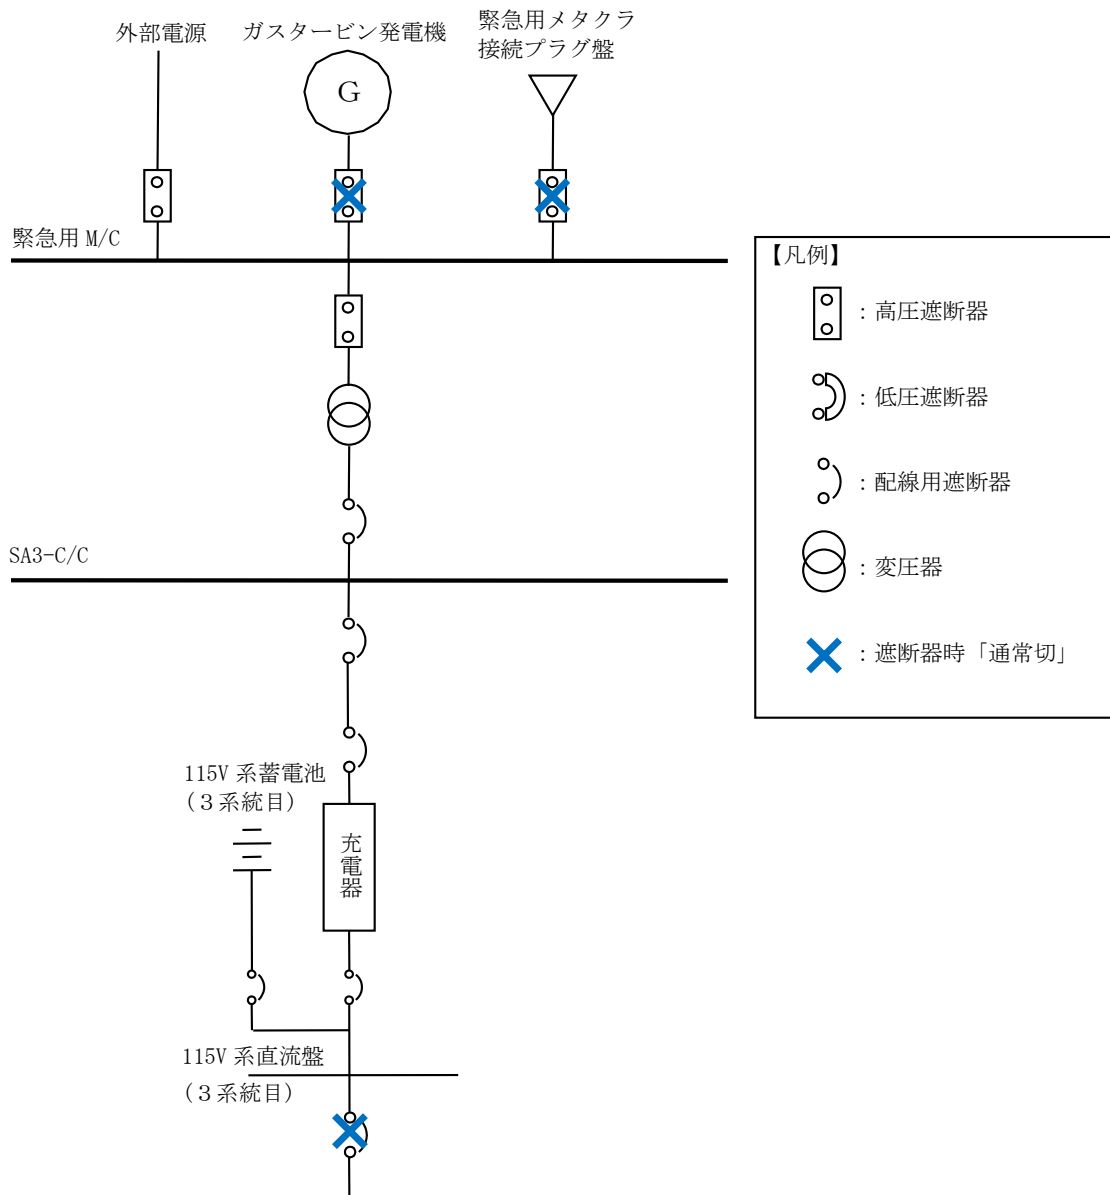 外部電源
ガスタービン発電機
緊急用メタクラ
接続プラグ盤
G
緊急用 M/C
【凡例】
：高圧遮断器
：低圧遮断器
：配線用遮断器
：変圧器
：遮断器時「通常切」
SA3-C/C
115V 系蓄電池
(３系統目)
充電器
115V 系直流盤
(３系統目)